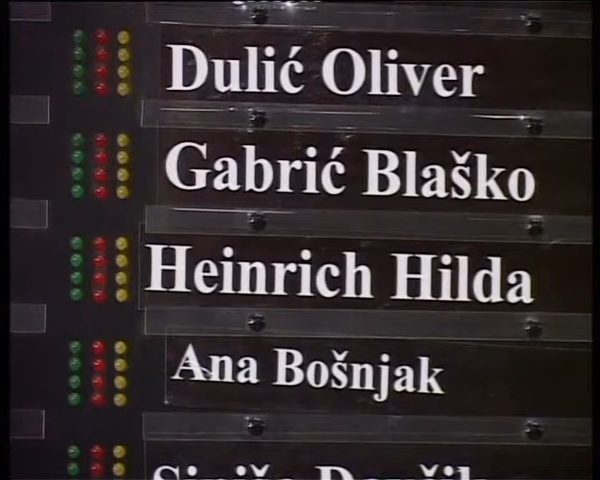 Dulić Oliver
Gabrić Blaško
Heinrich Hilda
Ana Bošnjak